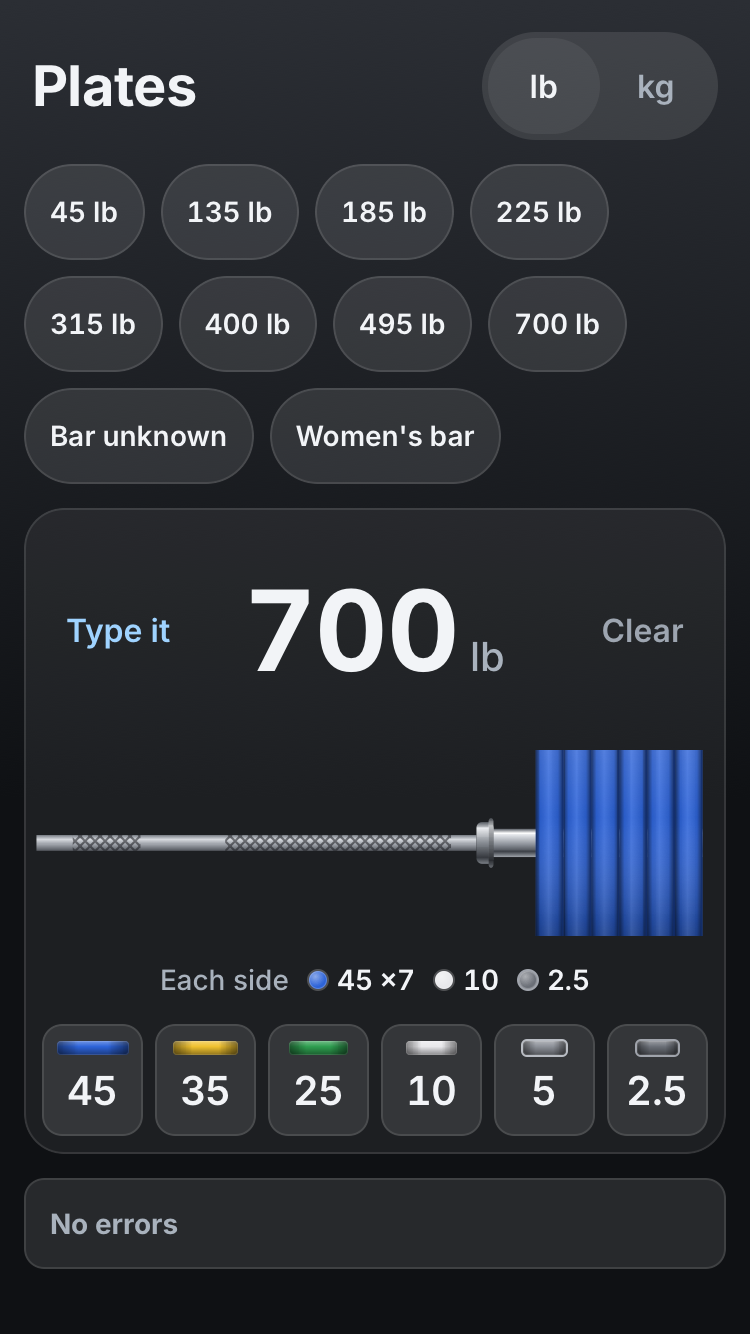 Plates
lb kg
45 lb 135 lb 185 lb 225 lb
315 lb 400 lb 495 lb 700 lb
Bar unknown Women's bar
Type it 700 lb Clear
Each side 45 ×7 10 2.5
45 35 25 10 5 2.5
No errors